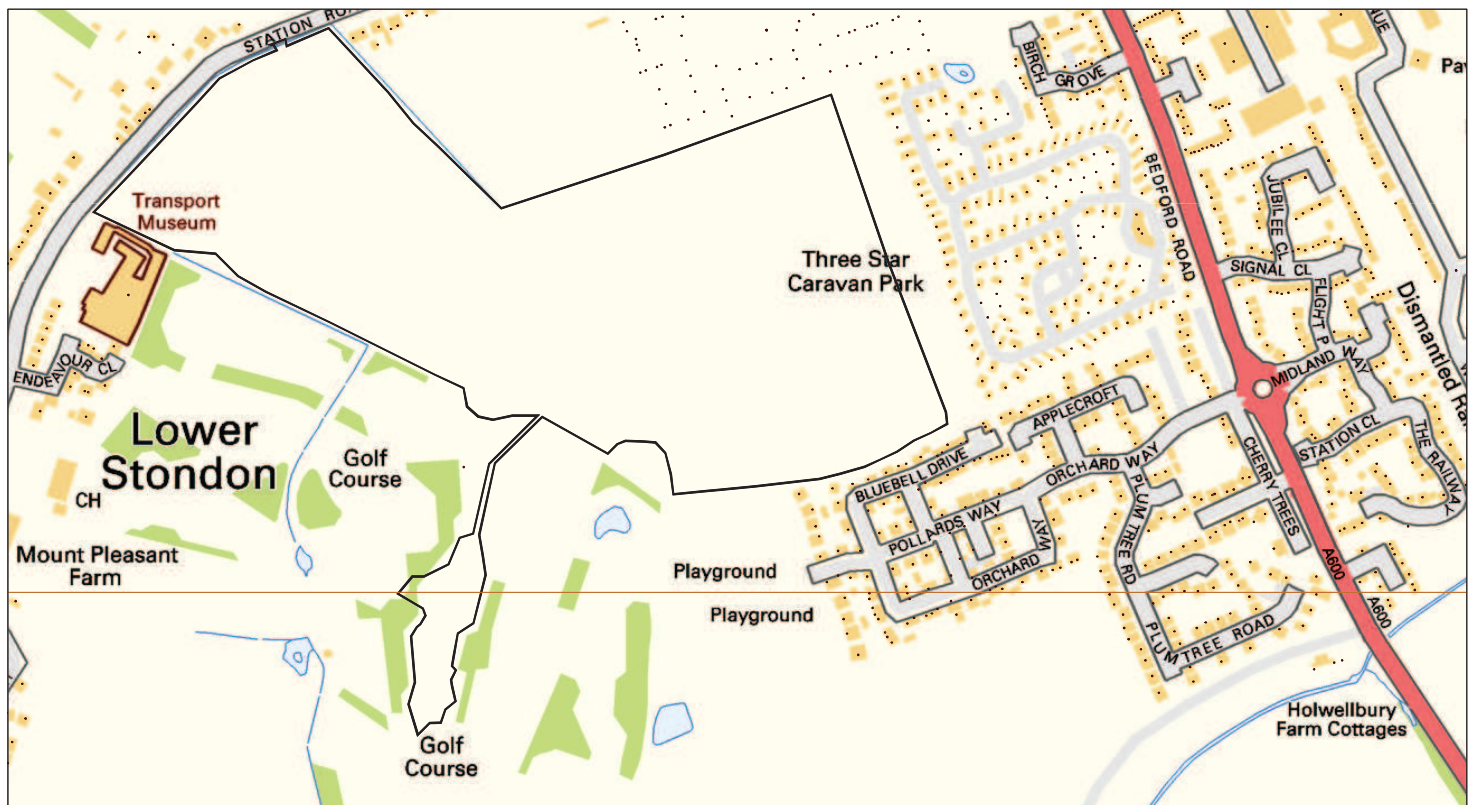 STATION RO
BIRCH
GROVE
Pa
Transport
Museum
BEDFORD ROAD
JUBILEE CL
SIGNAL CL
FLIGHT P
Three Star
Caravan Park
Dismantled Ra
MIDLAND WAY
ENDEAVOUR CL
APPLECROFT
STATION CL
THE RAILWAY
Lower
Stondon
Golf
Course
BLUEBELL DRIVE
ORCHARD WAY
CHERRY TREES
CH
PLUM TREE RD
POLLARDS WAY
ORCHARD WAY
Mount Pleasant
Farm
Playground
A600
Playground
A600
PLUM TREE ROAD
Holwellbury
Farm Cottages
Golf
Course